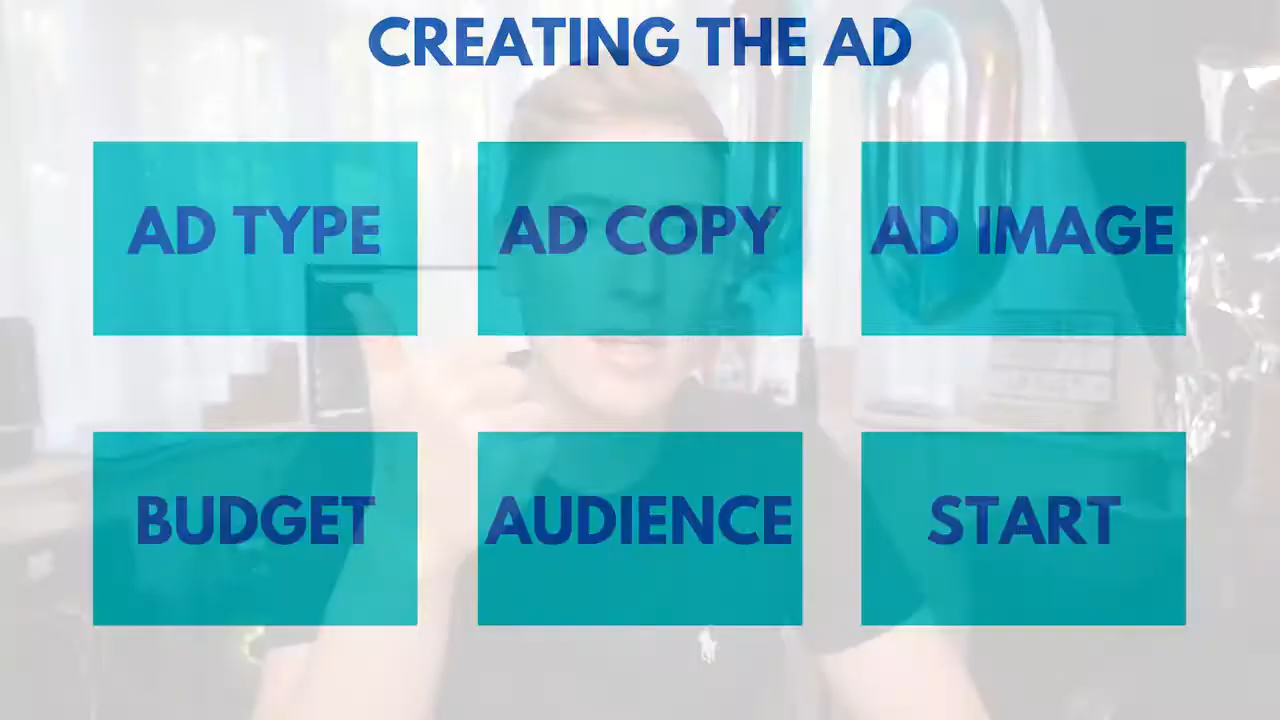 CREATING THE AD
AD TYPE
AD COPY
AD IMAGE
BUDGET
AUDIENCE
START